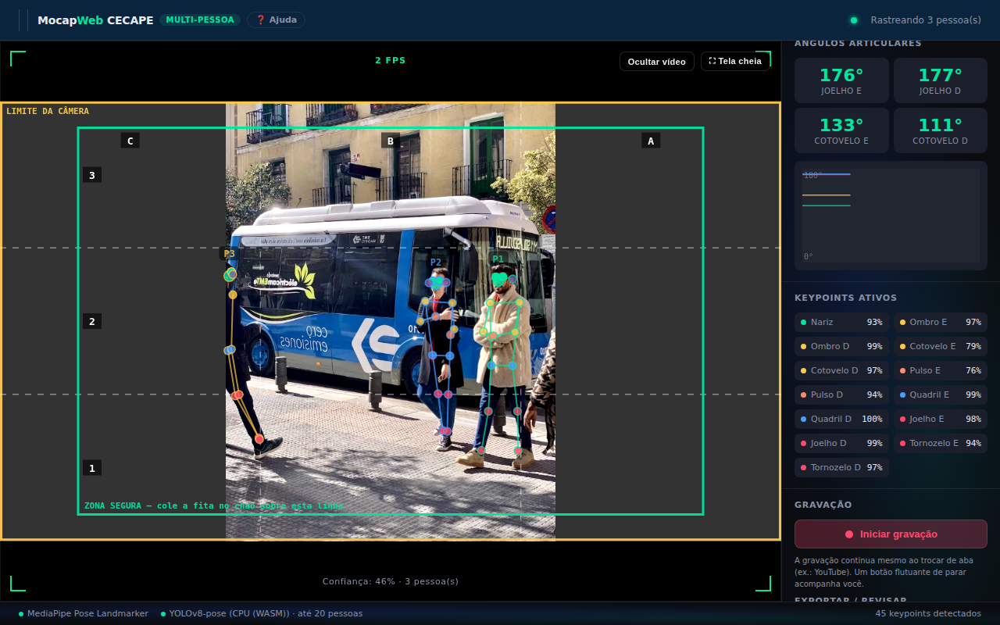 MocapWeb CECAPE MULTI-PESSOA ❓ Ajuda
Rastreando 3 pessoa(s)
2 FPS
Ocultar vídeo
⛶ Tela cheia
LIMITE DA CÂMERA
C B A
3
2
1
P3
P2
P1
cero
emisiones
eléctricamente
ZONA SEGURA — cole a fita no chão sobre esta linha
Confiança: 46% · 3 pessoa(s)
ÂNGULOS ARTICULARES
176° 177°
JOELHO E JOELHO D
133° 111°
COTOVELO E COTOVELO D
180°
0°
KEYPOINTS ATIVOS
Nariz 93% Ombro E 97%
Ombro D 99% Cotovelo E 79%
Cotovelo D 97% Pulso E 76%
Pulso D 94% Quadril E 99%
Quadril D 100% Joelho E 98%
Joelho D 99% Tornozelo E 94%
Tornozelo D 97%
GRAVAÇÃO
Iniciar gravação
A gravação continua mesmo ao trocar de aba
(ex.: YouTube). Um botão flutuante de parar
acompanha você.
EXPORTAR / REVISAR
MediaPipe Pose Landmarker YOLOv8-pose (CPU (WASM)) · até 20 pessoas
45 keypoints detectados